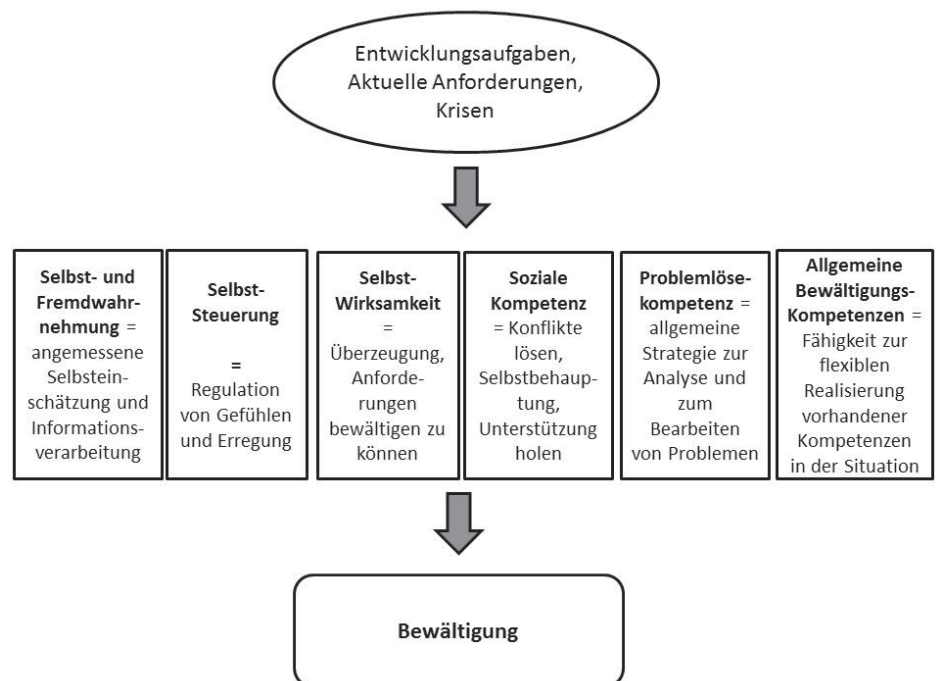 Entwicklungsaufgaben,
Aktuelle Anforderungen,
Krisen
Selbst- und
Fremdwahr-
nehmung =
angemessene
Selbstein-
schätzung und
Informations-
verarbeitung
Selbst-
Steuerung
=
Regulation
von Gefühlen
und Erregung
Selbst-
Wirksamkeit
=
Überzeugung,
Anforde-
rungen
bewältigen zu
können
Soziale
Kompetenz
= Konflikte
lösen,
Selbstbehaup-
tung,
Unterstützung
holen
Problemlöse-
kompetenz =
allgemeine
Strategie zur
Analyse und
zum
Bearbeiten
von Problemen
Allgemeine
Bewältigungs-
Kompetenzen =
Fähigkeit zur
flexiblen
Realisierung
vorhandener
Kompetenzen
in der Situation
Bewältigung